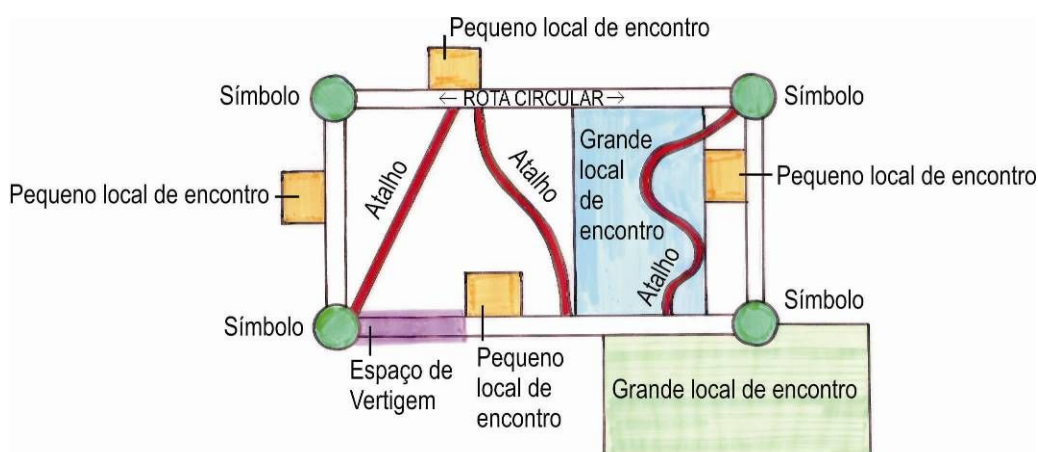 Pequeno local de encontro
Símbolo
← ROTA CIRCULAR →
Símbolo
Pequeno local de encontro
Atalho
Atalho
Grande
local
de
encontro
Atalho
Pequeno local de encontro
Símbolo
Símbolo
Espaço de
Vertigem
Pequeno
local de
encontro
Grande local de encontro